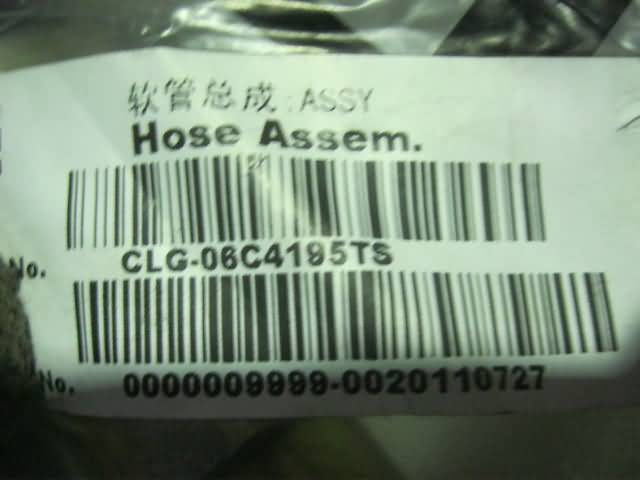 软管总成:ASSY
Hose Assem.
No. CLG-06C4195TS
No. 0000009999-0020110727